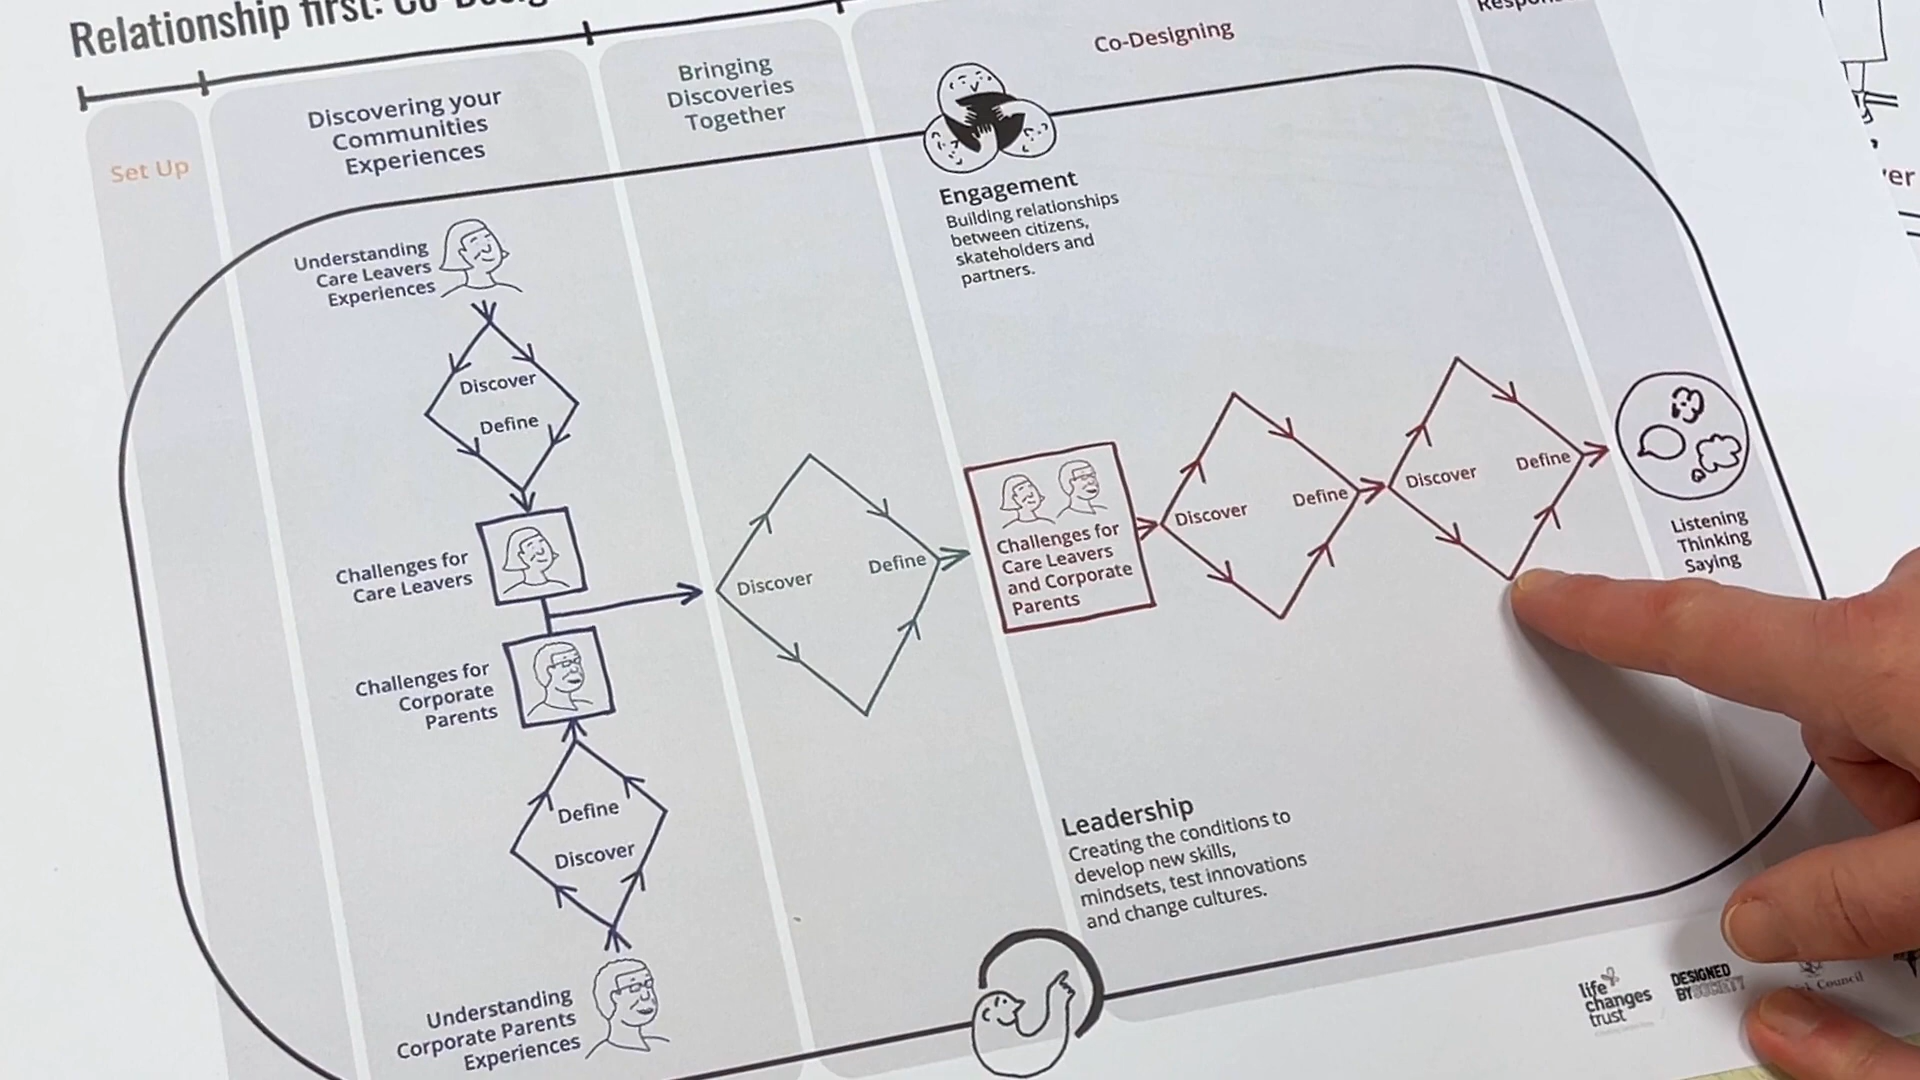 Relationship first: Co-Desig
Set Up
Discovering your
Communities
Experiences
Bringing
Discoveries
Together
Co-Designing
Understanding
Care Leavers
Experiences
Discover
Define
Challenges for
Care Leavers
Challenges for
Corporate
Parents
Define
Discover
Understanding
Corporate Parents
Experiences
Discover
Define
Engagement
Building relationships
between citizens,
skateholders and
partners.
Challenges for
Care Leavers
and Corporate
Parents
Discover
Define
Discover
Define
Listening
Thinking
Saying
Leadership
Creating the conditions to
develop new skills,
mindsets, test innovations
and change cultures.
life
changes
trust
DESIGNED
BYSOCIETY
Council